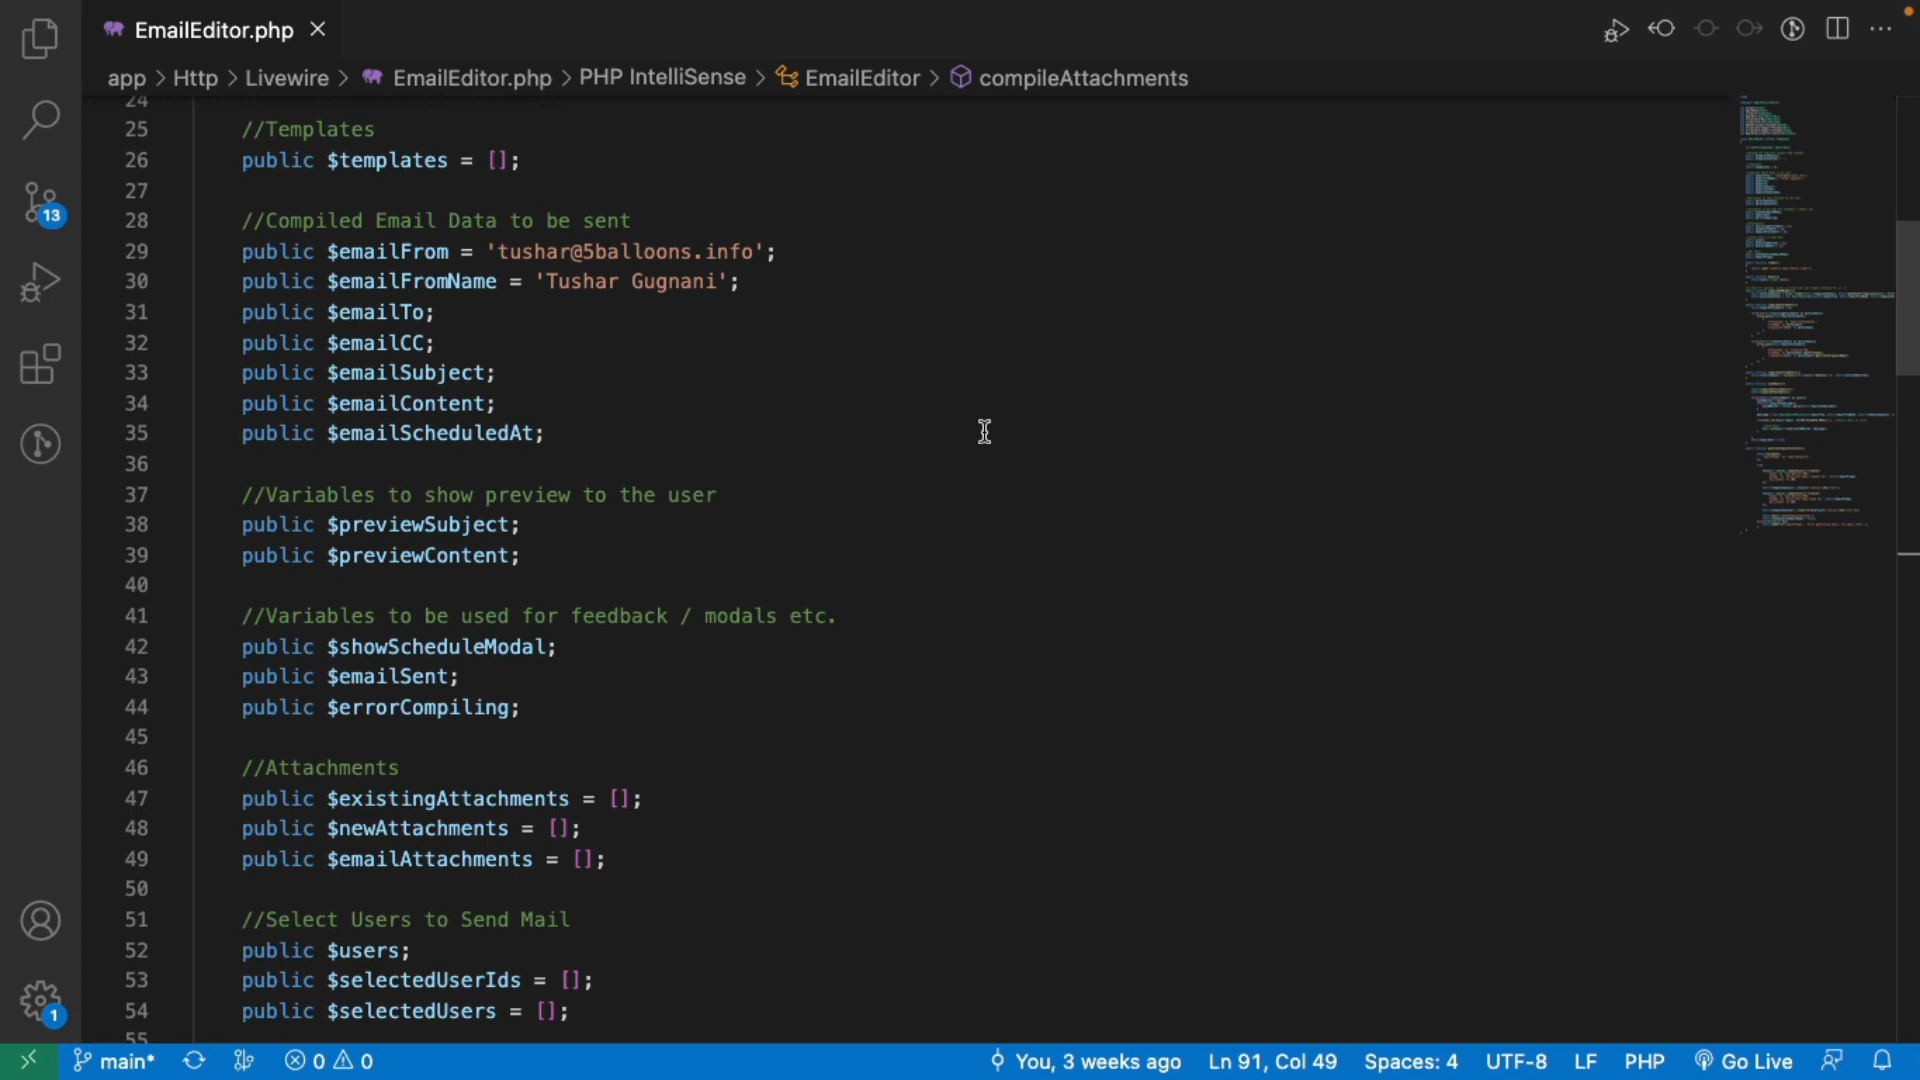 EmailEditor.php
app > Http > Livewire > EmailEditor.php > PHP IntelliSense > EmailEditor > compileAttachments
24
25 //Templates
26 public $templates = [];
27
28 //Compiled Email Data to be sent
29 public $emailFrom = 'tushar@5balloons.info';
30 public $emailFromName = 'Tushar Gugnani';
31 public $emailTo;
32 public $emailCC;
33 public $emailSubject;
34 public $emailContent;
35 public $emailScheduledAt;
36
37 //Variables to show preview to the user
38 public $previewSubject;
39 public $previewContent;
40
41 //Variables to be used for feedback / modals etc.
42 public $showScheduleModal;
43 public $emailSent;
44 public $errorCompiling;
45
46 //Attachments
47 public $existingAttachments = [];
48 public $newAttachments = [];
49 public $emailAttachments = [];
50
51 //Select Users to Send Mail
52 public $users;
53 public $selectedUserIds = [];
54 public $selectedUsers = [];
55
13
1
main* 0 0 You, 3 weeks ago Ln 91, Col 49 Spaces: 4 UTF-8 LF PHP Go Live